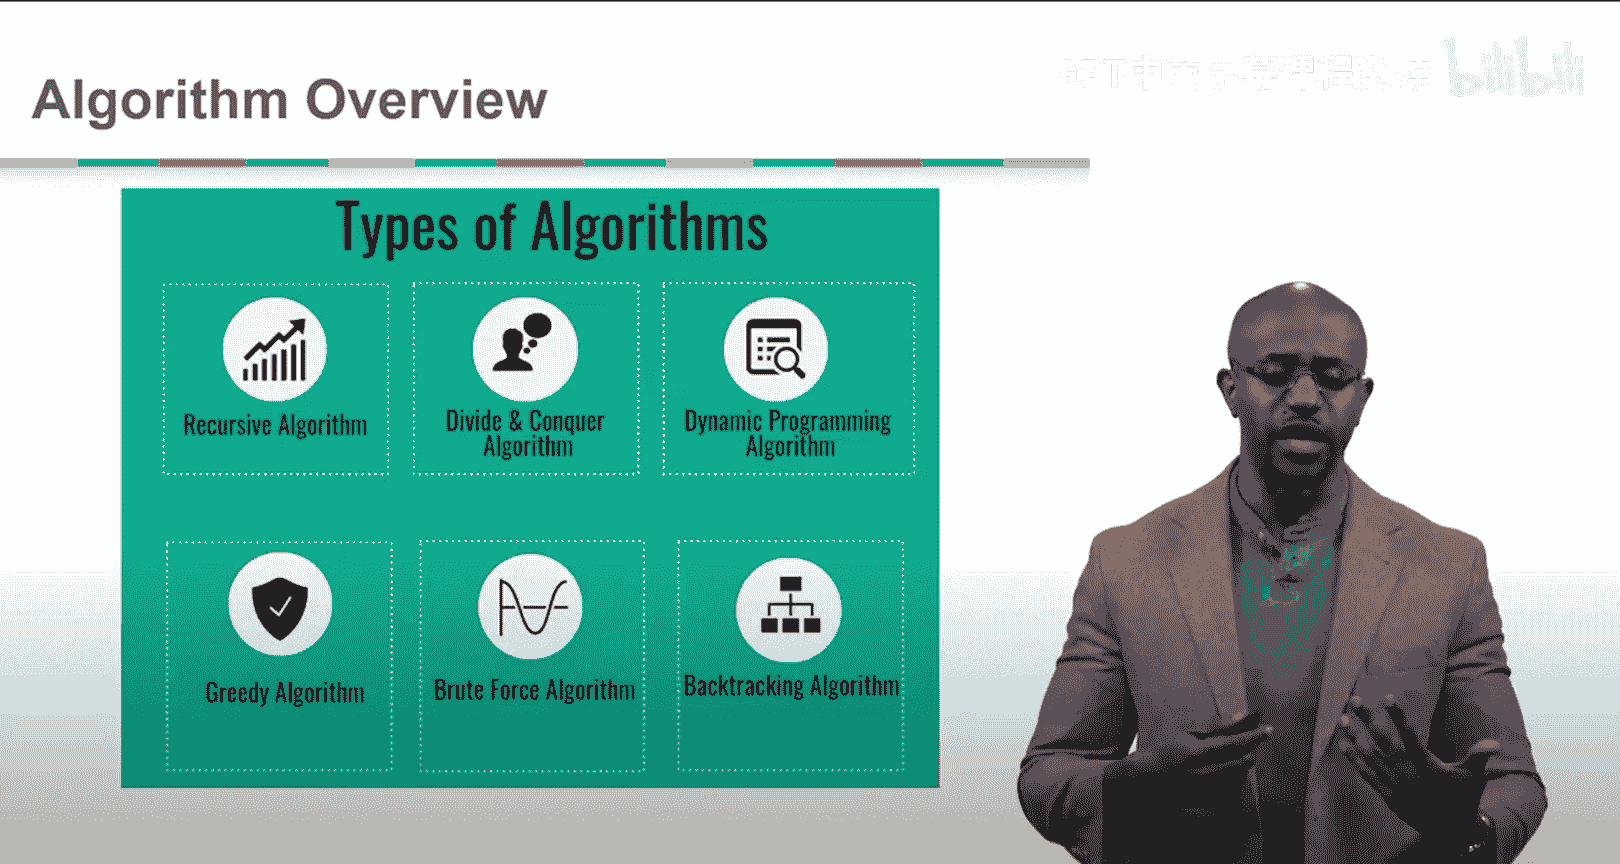 Algorithm Overview
bilibili
Types of Algorithms
Recursive Algorithm
Divide & Conquer
Algorithm
Dynamic Programming
Algorithm
Greedy Algorithm
Brute Force Algorithm
Backtracking Algorithm